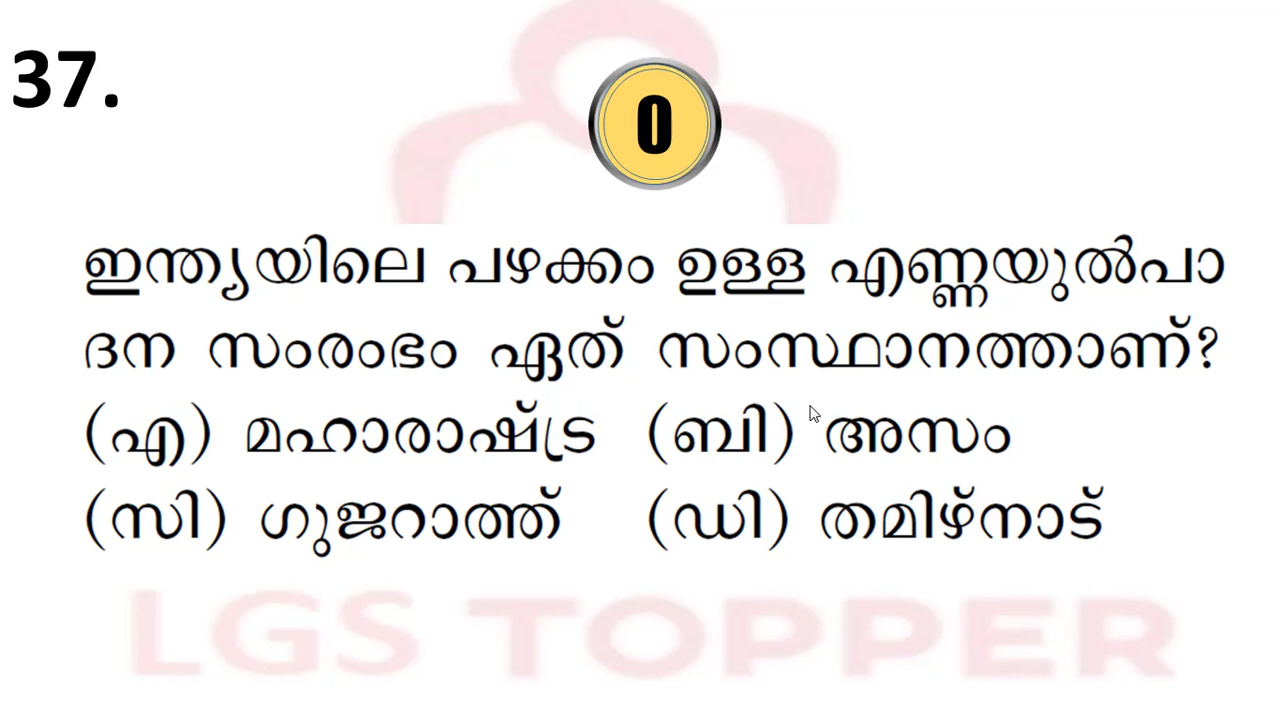 37.
0
ഇന്ത്യയിലെ പഴക്കം ഉള്ള എണ്ണയുൽപാ
ദന സംരംഭം ഏത് സംസ്ഥാനത്താണ്?
(എ) മഹാരാഷ്ട്ര (ബി) അസം
(സി) ഗുജറാത്ത് (ഡി) തമിഴ്നാട്
LGS TOPPER